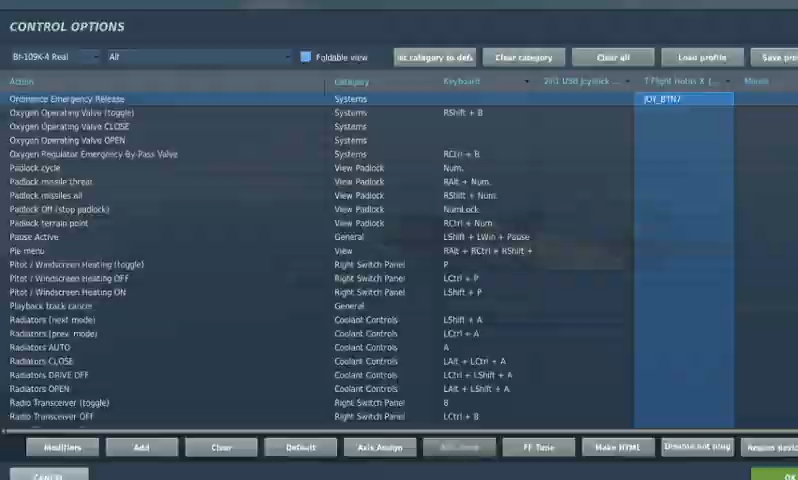 CONTROL OPTIONS
Bf-109K-4 Real All Foldable view Clear category Clear all Load profile
Action Category Keyboard T.Flight Hotas X Mouse
Ordnance Emergency Release Systems JOY_BTN7
Oxygen Operating Valve (toggle) Systems RShift + B
Oxygen Operating Valve CLOSE Systems
Oxygen Operating Valve OPEN Systems
Oxygen Regulator Emergency By-Pass Valve Systems RCtrl + B
Padlock cycle View Padlock Num.
Padlock missile threat View Padlock RAlt + Num.
Padlock missiles all View Padlock RShift + Num.
Padlock Off (stop padlock) View Padlock NumLock
Padlock terrain point View Padlock RCtrl + Num.
Pause Active General LShift + LWin + Pause
Pie menu View RAlt + RCtrl + RShift +
Pitot / Windscreen Heating (toggle) Right Switch Panel P
Pitot / Windscreen Heating OFF Right Switch Panel LCtrl + P
Pitot / Windscreen Heating ON Right Switch Panel LShift + P
Playback track cancel General
Radiators (next mode) Coolant Controls LShift + A
Radiators (prev. mode) Coolant Controls LCtrl + A
Radiators AUTO Coolant Controls A
Radiators CLOSE Coolant Controls LAlt + LCtrl + A
Radiators DRIVE OFF Coolant Controls LCtrl + LShift + A
Radiators OPEN Coolant Controls LAlt + LShift + A
Radio Transceiver (toggle) Right Switch Panel B
Radio Transceiver OFF Right Switch Panel LCtrl + B
Modifiers Add Clear Default Axis Assign FF Tune Make HTML
CANCEL OK